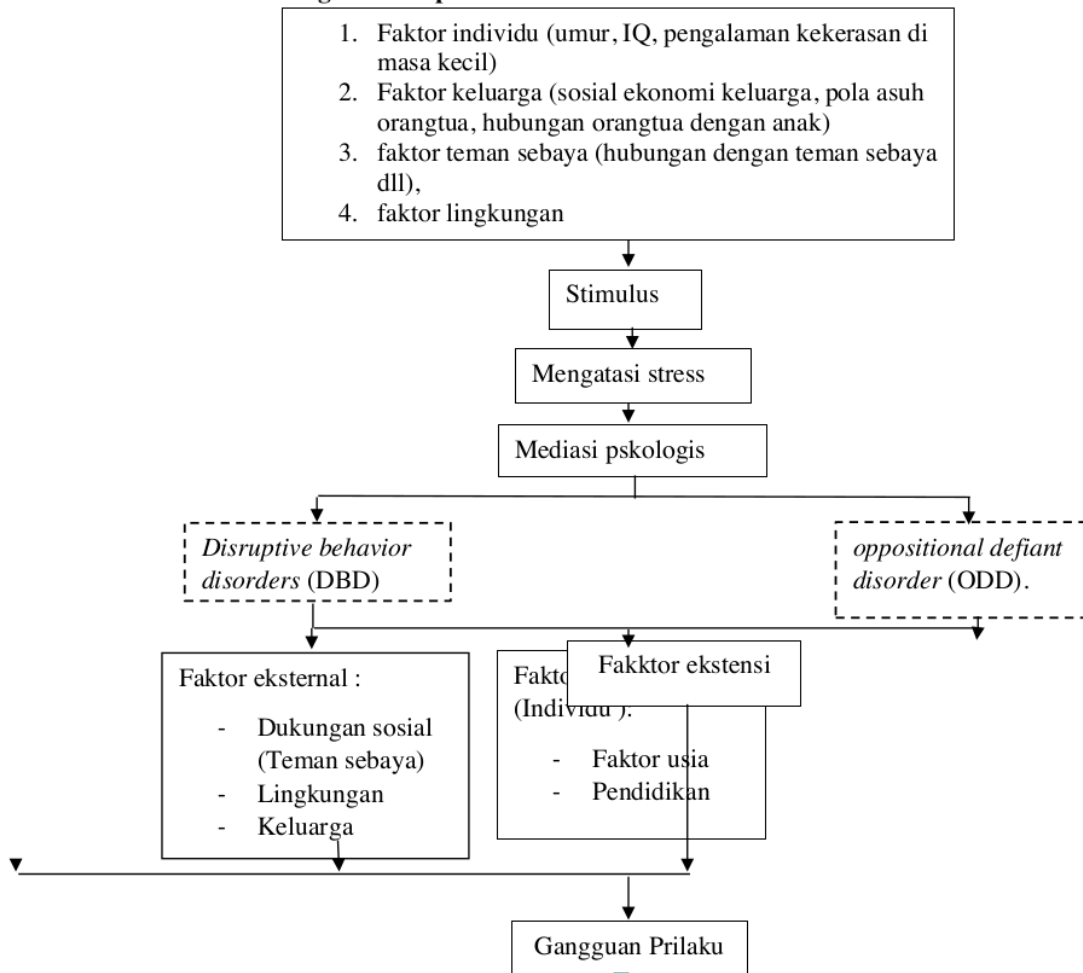 1. Faktor individu (umur, IQ, pengalaman kekerasan di
masa kecil)
2. Faktor keluarga (sosial ekonomi keluarga, pola asuh
orangtua, hubungan orangtua dengan anak)
3. faktor teman sebaya (hubungan dengan teman sebaya
dll),
4. faktor lingkungan
Stimulus
Mengatasi stress
Mediasi pskologis
Disruptive behavior
disorders (DBD)
oppositional defiant
disorder (ODD).
Faktor eksternal :
- Dukungan sosial
(Teman sebaya)
- Lingkungan
- Keluarga
Fakktor ekstensi
(Individu ):
- Faktor usia
- Pendidikan
Gangguan Prilaku